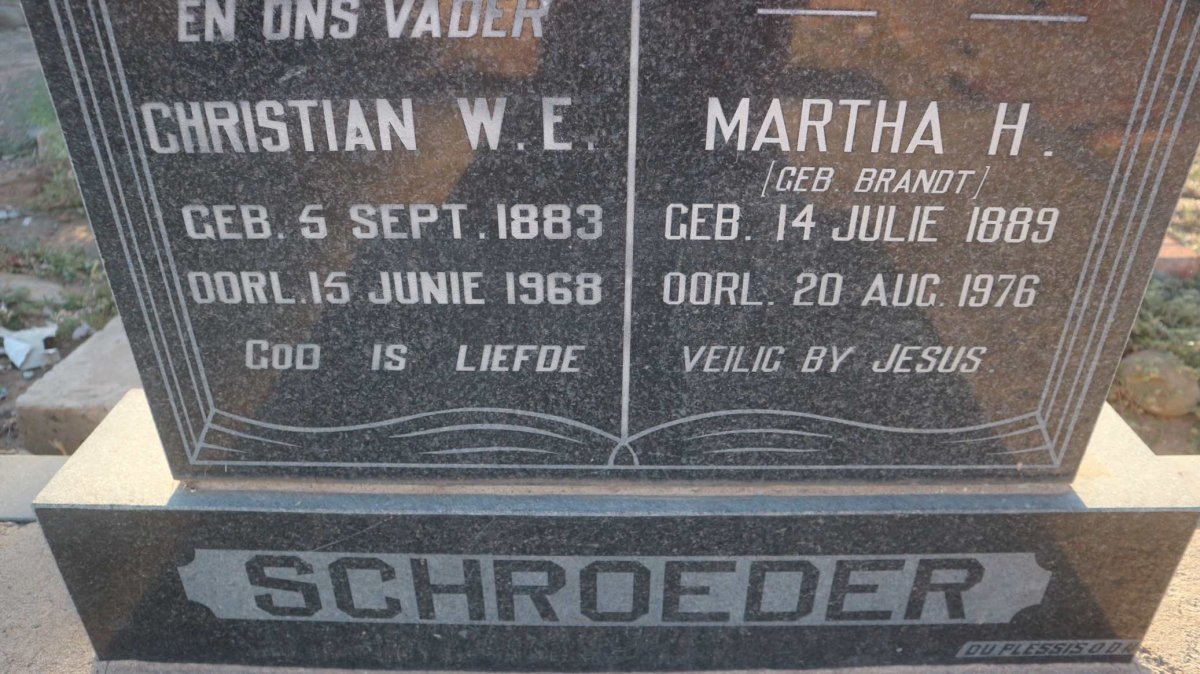 EN ONS VADER
CHRISTIAN W.E.
GEB. 5 SEPT. 1883
OORL. 15 JUNIE 1968
GOD IS LIEFDE
MARTHA H.
[GEB BRANDT]
GEB. 14 JULIE 1889
OORL. 20 AUG. 1976
VEILIG BY JESUS.
SCHROEDER
DU PLESSIS